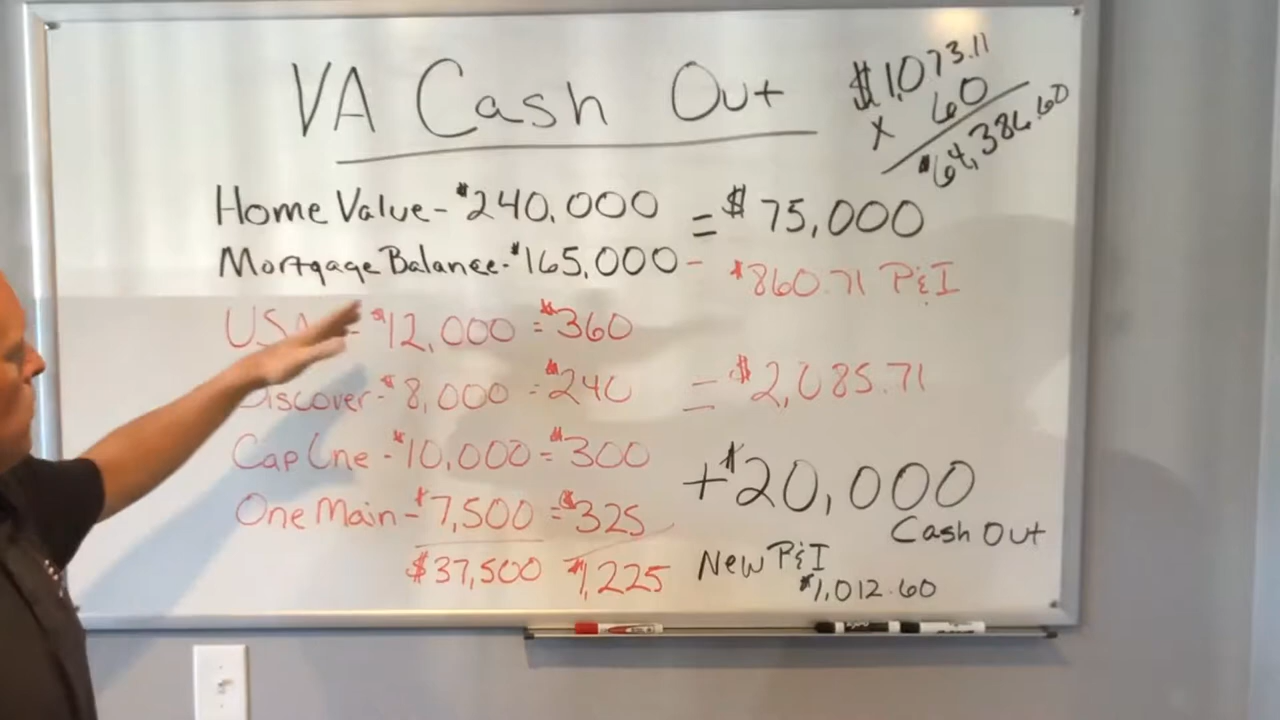 VA Cash Out
$1,073.11
x 60
$64,386.60
Home Value - $240,000 = $75,000
Mortgage Balance - $165,000 - $860.71 P&I
$12,000 = $360
Discover - $8,000 = $240
= $2,085.71
Cap One - $10,000 = $300
+ $20,000
Cash Out
One Main - $7,500 = $325
$37,500 $1,225
New P&I
$1,012.60